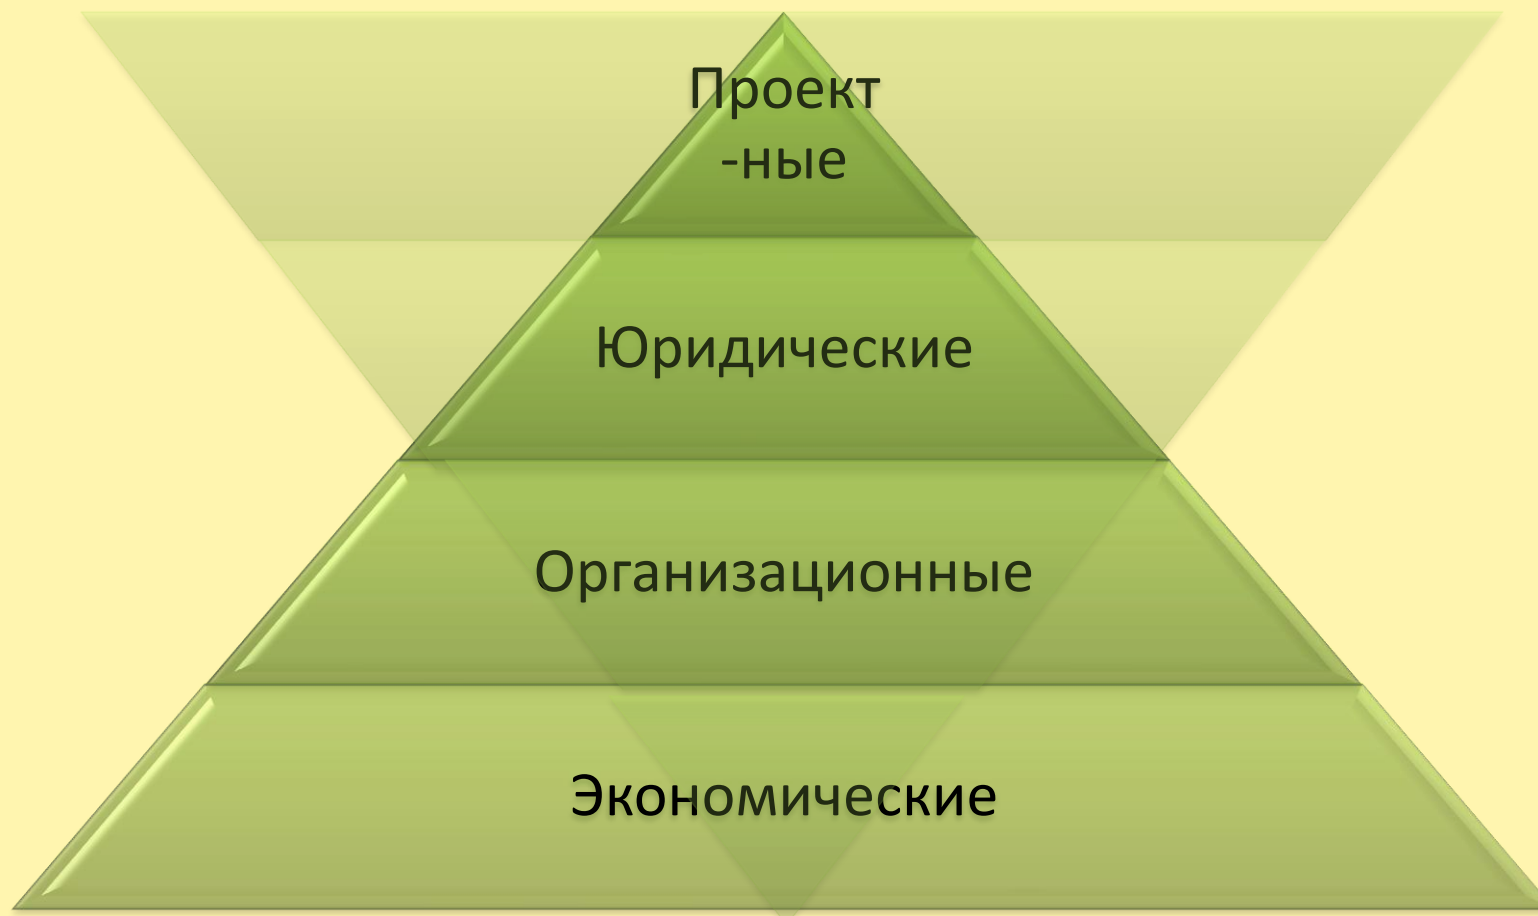 Проект
-ные
Юридические
Организационные
Экономические